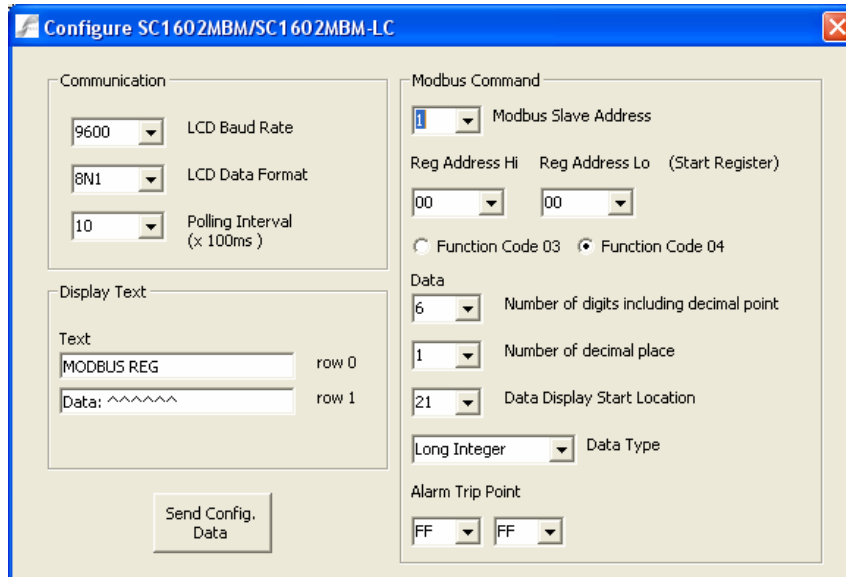 Configure SC1602MBM/SC1602MBM-LC
Communication
9600 LCD Baud Rate
8N1 LCD Data Format
10 Polling Interval
(x 100ms )
Display Text
Text
MODBUS REG row 0
Data: ^^^^^^ row 1
Send Config.
Data
Modbus Command
1 Modbus Slave Address
Reg Address Hi Reg Address Lo (Start Register)
00 00
Function Code 03 Function Code 04
Data
6 Number of digits including decimal point
1 Number of decimal place
21 Data Display Start Location
Long Integer Data Type
Alarm Trip Point
FF FF